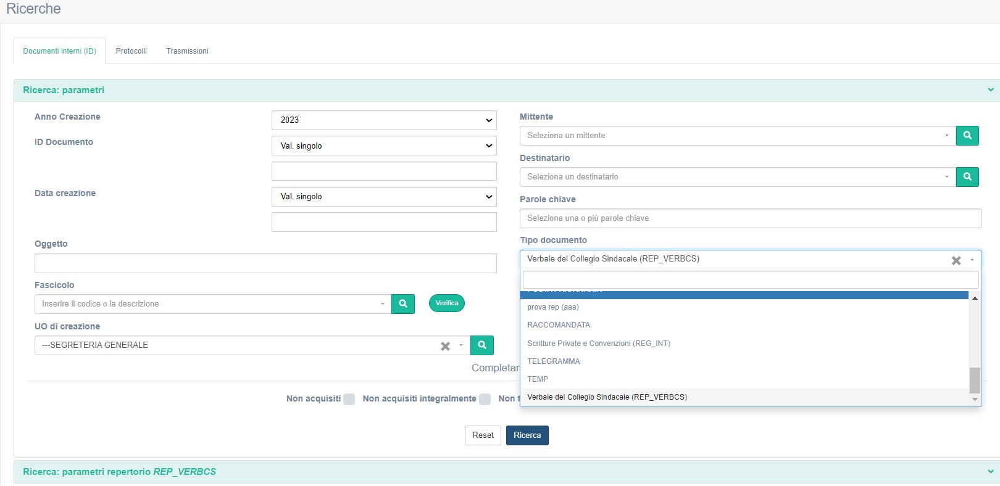 Ricerche
Documenti interni (ID)
Protocolli
Trasmissioni
Ricerca: parametri
Anno Creazione
2023
ID Documento
Val. singolo
Data creazione
Val. singolo
Oggetto
Fascicolo
Inserire il codice o la descrizione
Verifica
UO di creazione
---SEGRETERIA GENERALE
Mittente
Seleziona un mittente
Destinatario
Seleziona un destinatario
Parole chiave
Seleziona una o più parole chiave
Tipo documento
Verbale del Collegio Sindacale (REP_VERBCS)
prova rep (aaa)
RACCOMANDATA
Scritture Private e Convenzioni (REG_INT)
TELEGRAMMA
TEMP
Verbale del Collegio Sindacale (REP_VERBCS)
Completar
Non acquisiti
Non acquisiti integralmente
Non t
Reset
Ricerca
Ricerca: parametri repertorio REP_VERBCS